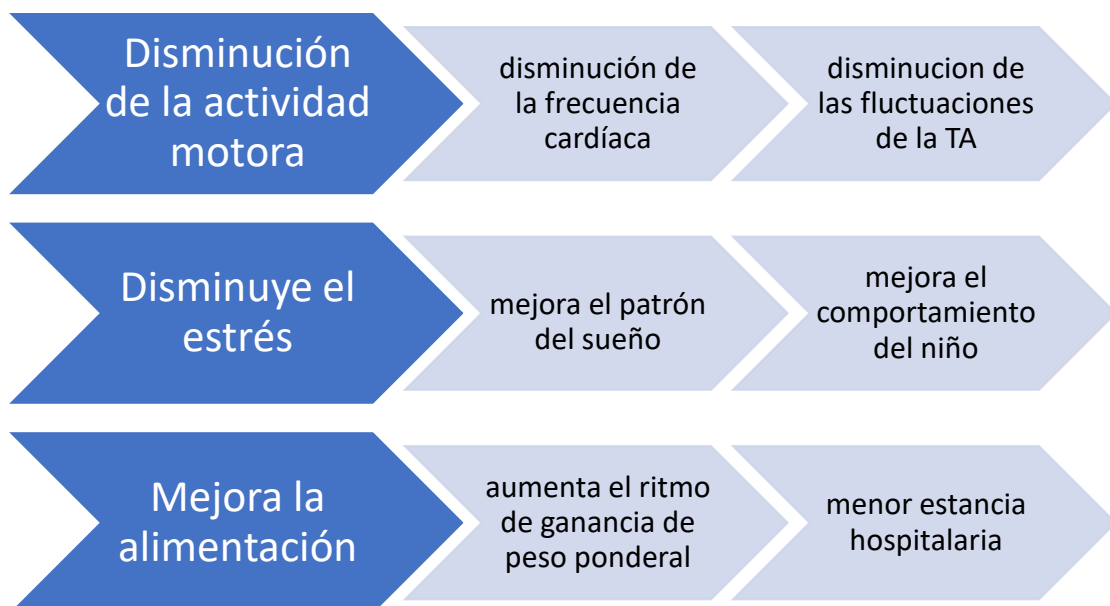 Disminución
de la actividad
motora
disminución de
la frecuencia
cardíaca
disminucion de
las fluctuaciones
de la TA
Disminuye el
estrés
mejora el patrón
del sueño
mejora el
comportamiento
del niño
Mejora la
alimentación
aumenta el ritmo
de ganancia de
peso ponderal
menor estancia
hospitalaria